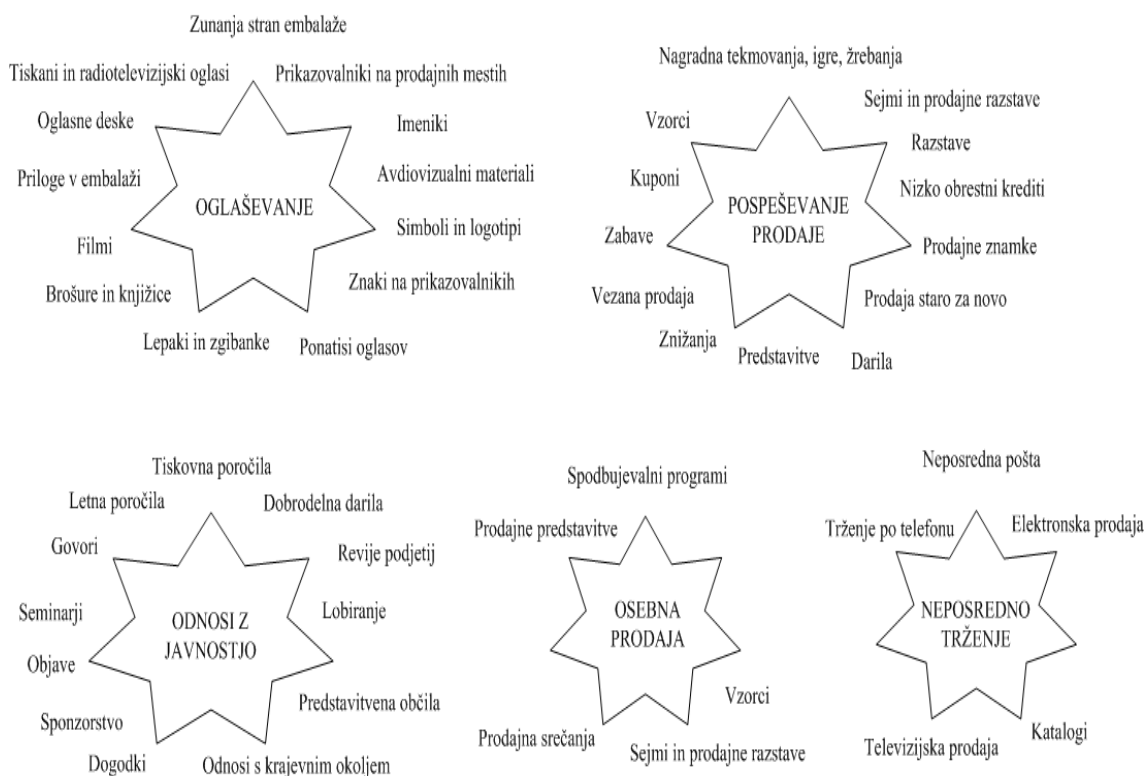 Zunanja stran embalaže
Tiskani in radiotelevizijski oglasi
Prikazovalniki na prodajnih mestih
Oglasne deske
Imeniki
Priloge v embalaži
Avdiovizualni materiali
OGLAŠEVANJE
Simboli in logotipi
Filmi
Znaki na prikazovalnikih
Brošure in knjižice
Lepaki in zgibanke
Ponatisi oglasov
Nagradna tekmovanja, igre, žrebanja
Sejmi in prodajne razstave
Vzorci
Razstave
Kuponi
Nizko obrestni krediti
POSPEŠEVANJE
PRODAJE
Zabave
Prodajne znamke
Vezana prodaja
Prodaja staro za novo
Znižanja
Predstavitve
Darila
Tiskovna poročila
Letna poročila
Dobrodelna darila
Govori
Revije podjetij
Seminarji
Lobiranje
ODNOSI Z
JAVNOSTJO
Objave
Predstavitvena občila
Sponzorstvo
Dogodki
Odnosi s krajevnim okoljem
Spodbujevalni programi
Prodajne predstavitve
OSEBNA
PRODAJA
Vzorci
Prodajna srečanja
Sejmi in prodajne razstave
Neposredna pošta
Trženje po telefonu
Elektronska prodaja
NEPOSREDNO
TRŽENJE
Katalogi
Televizijska prodaja